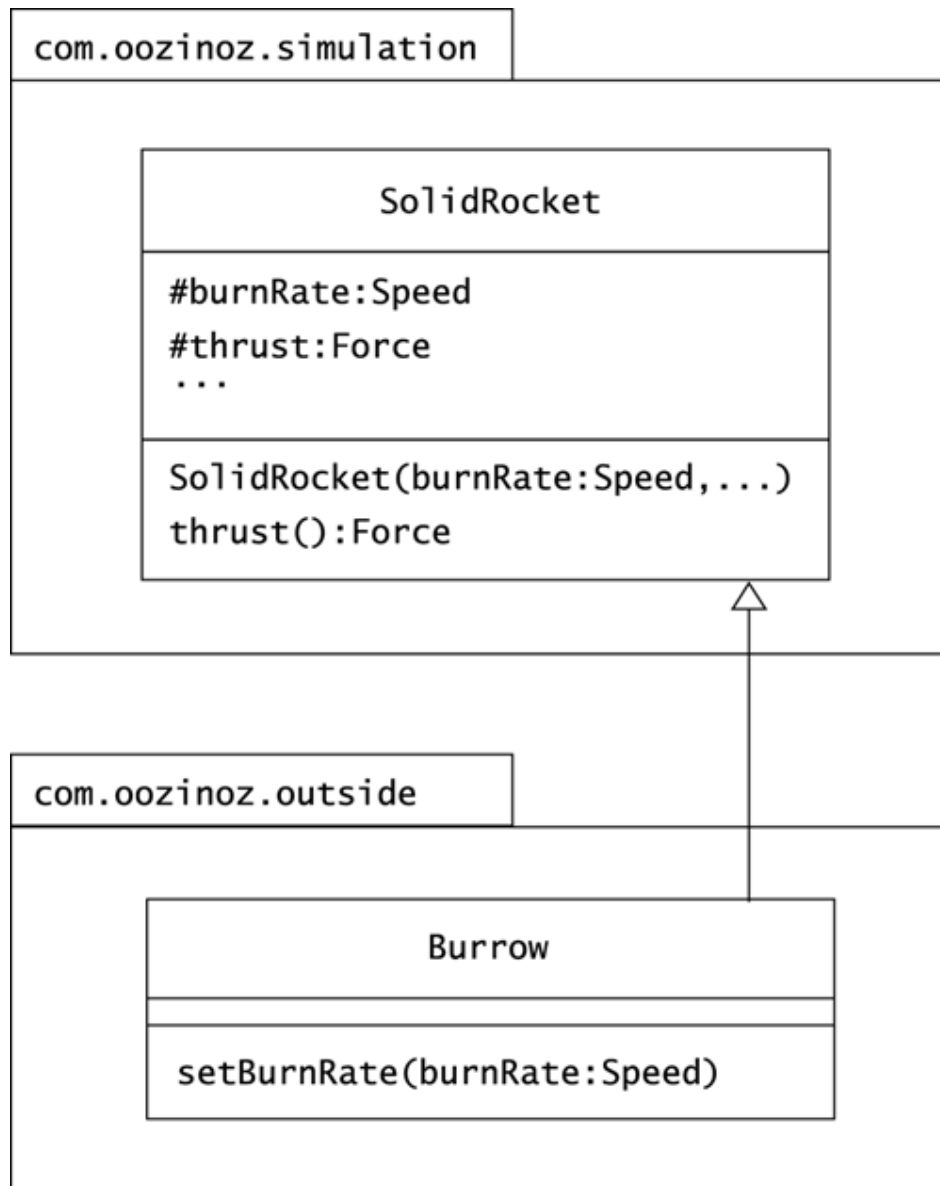 com.oozinoz.simulation
SolidRocket
#burnRate:Speed
#thrust:Force
...
SolidRocket(burnRate:Speed,...)
thrust():Force
com.oozinoz.outside
Burrow
setBurnRate(burnRate:Speed)